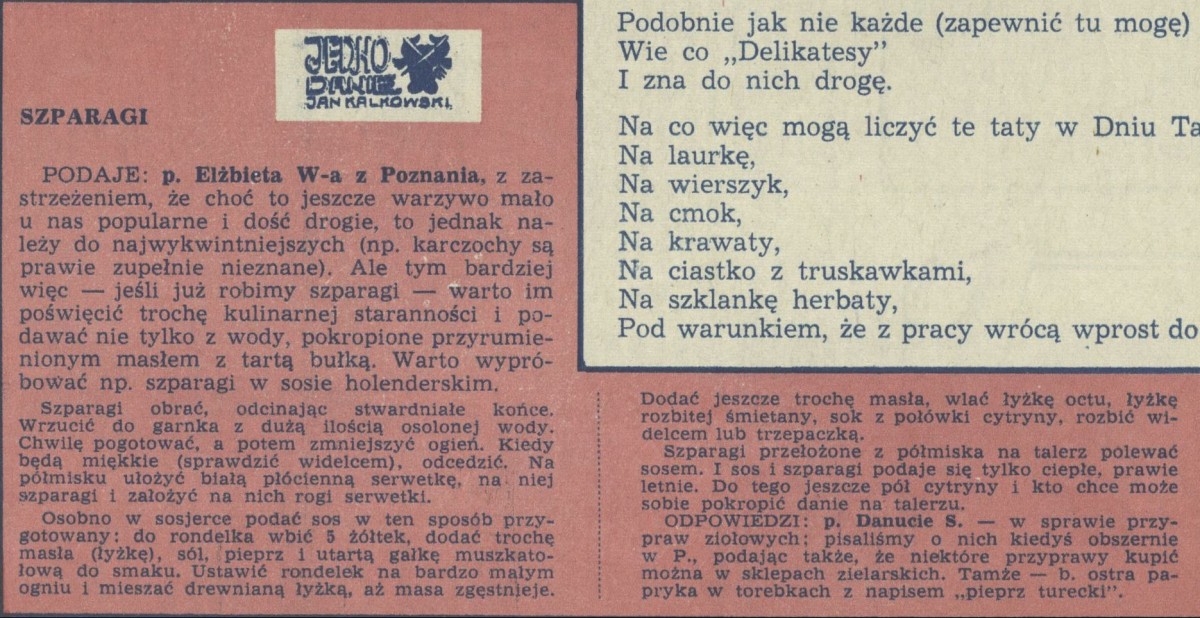 JEDNO
DANIE
JAN KALKOWSKI
SZPARAGI
PODAJE: p. Elżbieta W-a z Poznania, z za-
strzeżeniem, że choć to jeszcze warzywo mało
u nas popularne i dość drogie, to jednak na-
leży do najwykwintniejszych (np. karczochy są
prawie zupełnie nieznane). Ale tym bardziej
więc — jeśli już robimy szparagi — warto im
poświęcić trochę kulinarnej staranności i po-
dawać nie tylko z wody, pokropione przyrumie-
nionym masłem z tartą bułką. Warto wypró-
bować np. szparagi w sosie holenderskim.
Szparagi obrać, odcinając stwardniałe końce.
Wrzucić do garnka z dużą ilością osolonej wody.
Chwilę pogotować, a potem zmniejszyć ogień. Kiedy
będą miękkie (sprawdzić widelcem), odcedzić. Na
półmisku ułożyć białą płócienną serwetkę, na niej
szparagi i założyć na nich rogi serwetki.
Osobno w sosjerce podać sos w ten sposób przy-
gotowany: do rondelka wbić 5 żółtek, dodać trochę
masła (łyżkę), sól, pieprz i utartą gałkę muszkato-
łową do smaku. Ustawić rondelek na bardzo małym
ogniu i mieszać drewnianą łyżką, aż masa zgęstnieje.
Dodać jeszcze trochę masła, wlać łyżkę octu, łyżkę
rozbitej śmietany, sok z połówki cytryny, rozbić wi-
delcem lub trzepaczką.
Szparagi przełożone z półmiska na talerz polewać
sosem. I sos i szparagi podaje się tylko ciepłe, prawie
letnie. Do tego jeszcze pół cytryny i kto chce może
sobie pokropić danie na talerzu.
ODPOWIEDZI: p. Danucie S. — w sprawie przy-
praw ziołowych: pisaliśmy o nich kiedyś obszernie
w P., podając także, że niektóre przyprawy kupić
można w sklepach zielarskich. Tamże — b. ostra pa-
pryka w torebkach z napisem „pieprz turecki”.
Podobnie jak nie każde (zapewnić tu mogę)
Wie co „Delikatesy”
I zna do nich drogę.
Na co więc mogą liczyć te taty w Dniu Ta
Na laurkę,
Na wierszyk,
Na cmok,
Na krawaty,
Na ciastko z truskawkami,
Na szklankę herbaty,
Pod warunkiem, że z pracy wrócą wprost do